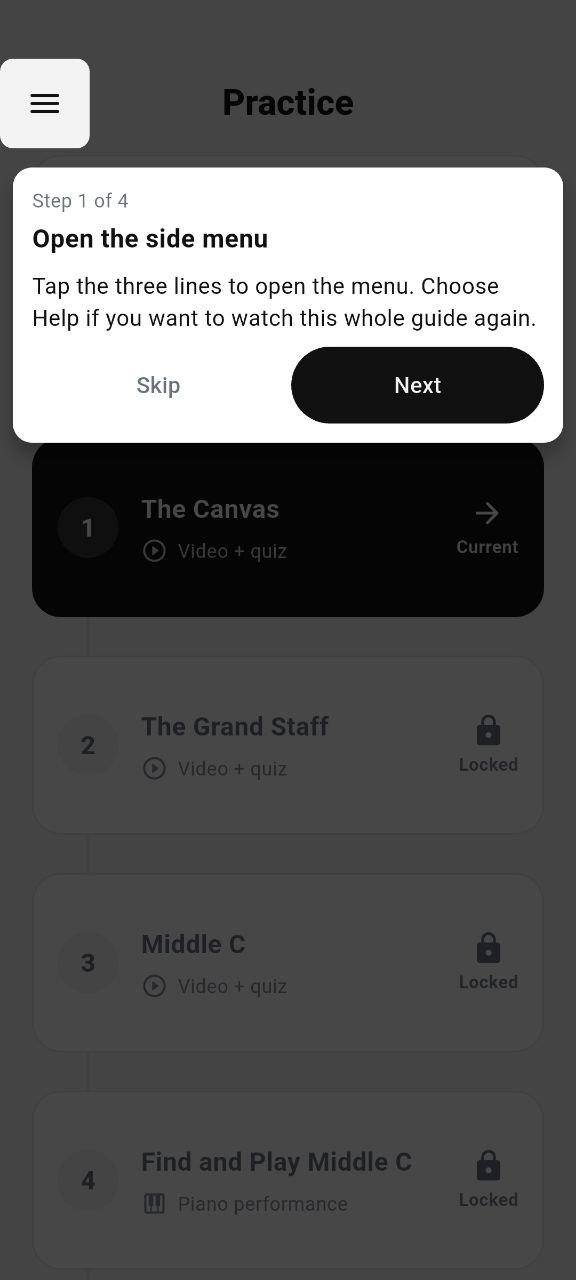 Practice
Step 1 of 4
Open the side menu
Tap the three lines to open the menu. Choose
Help if you want to watch this whole guide again.
Skip
Next
1
The Canvas
Video + quiz
Current
2
The Grand Staff
Video + quiz
Locked
3
Middle C
Video + quiz
Locked
4
Find and Play Middle C
Piano performance
Locked